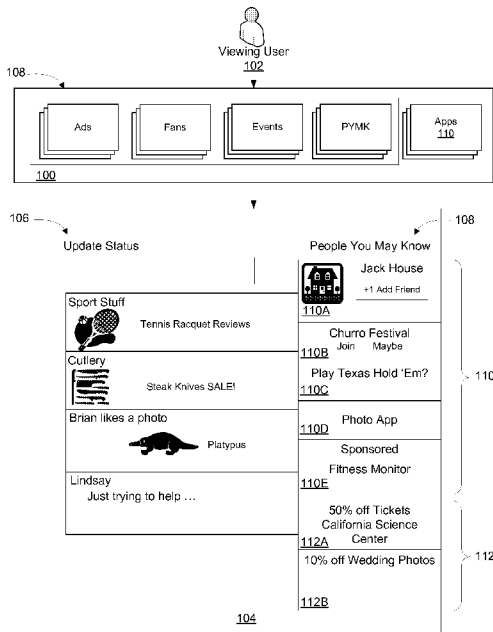 Viewing User
102
108
Ads
Fans
Events
PYMK
Apps
110
100
106
108
Update Status
People You May Know
Jack House
+1 Add Friend
110A
Sport Stuff
Tennis Racquet Reviews
Churro Festival
Join Maybe
110B
Cutlery
Steak Knives SALE!
Play Texas Hold ‘Em?
110C
110
Brian likes a photo
Platypus
Photo App
110D
Sponsored
Fitness Monitor
110E
Lindsay
Just trying to help ...
50% off Tickets
California Science
Center
112A
10% off Wedding Photos
112
112B
104